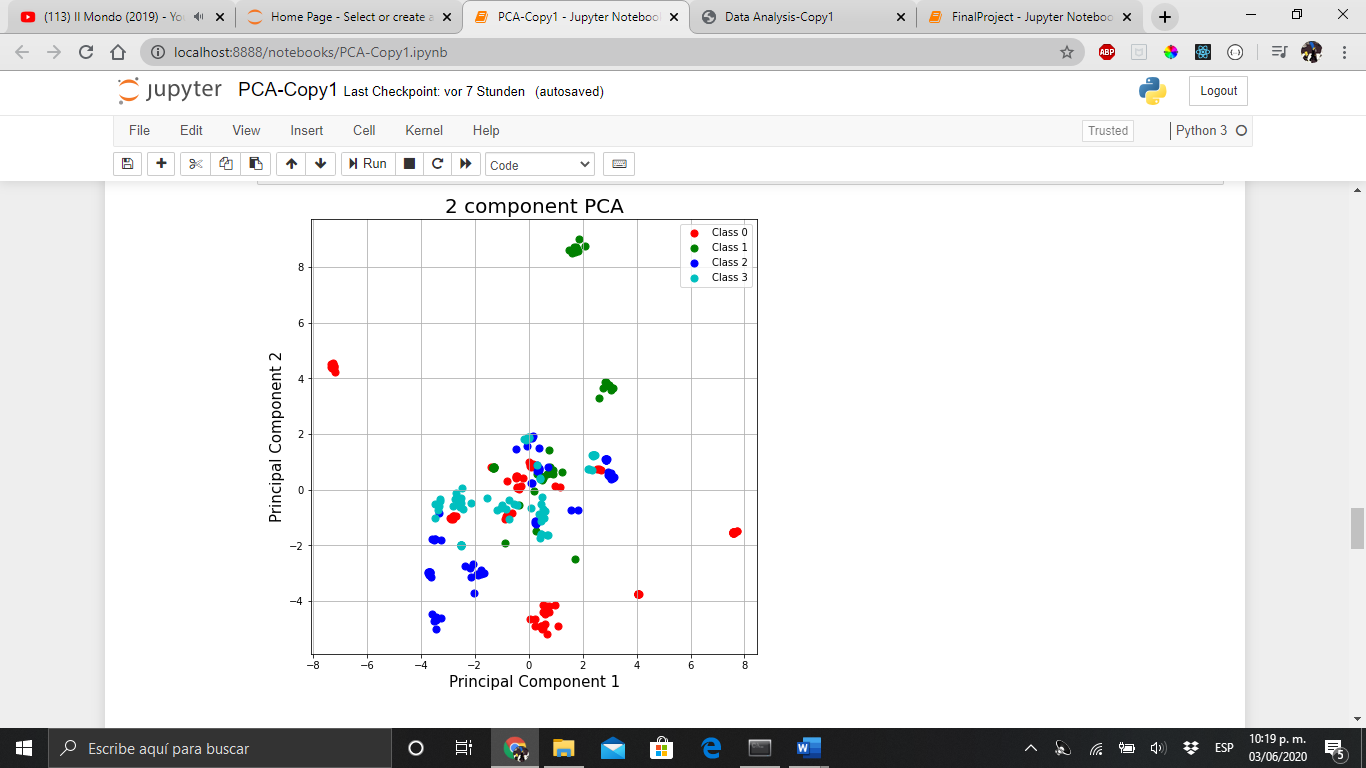 (113) Il Mondo (2019) - Yo
Home Page - Select or create a
PCA-Copy1 - Jupyter Notebook
Data Analysis-Copy1
FinalProject - Jupyter Noteboo
localhost:8888/notebooks/PCA-Copy1.ipynb
ABP
jupyter PCA-Copy1 Last Checkpoint: vor 7 Stunden (autosaved)
Logout
File Edit View Insert Cell Kernel Help
Trusted
Python 3
Run
Code
2 component PCA
Class 0
Class 1
Class 2
Class 3
8
6
4
2
0
−2
−4
Principal Component 2
−8 −6 −4 −2 0 2 4 6 8
Principal Component 1
Escribe aquí para buscar
ESP
10:19 p. m.
03/06/2020
5